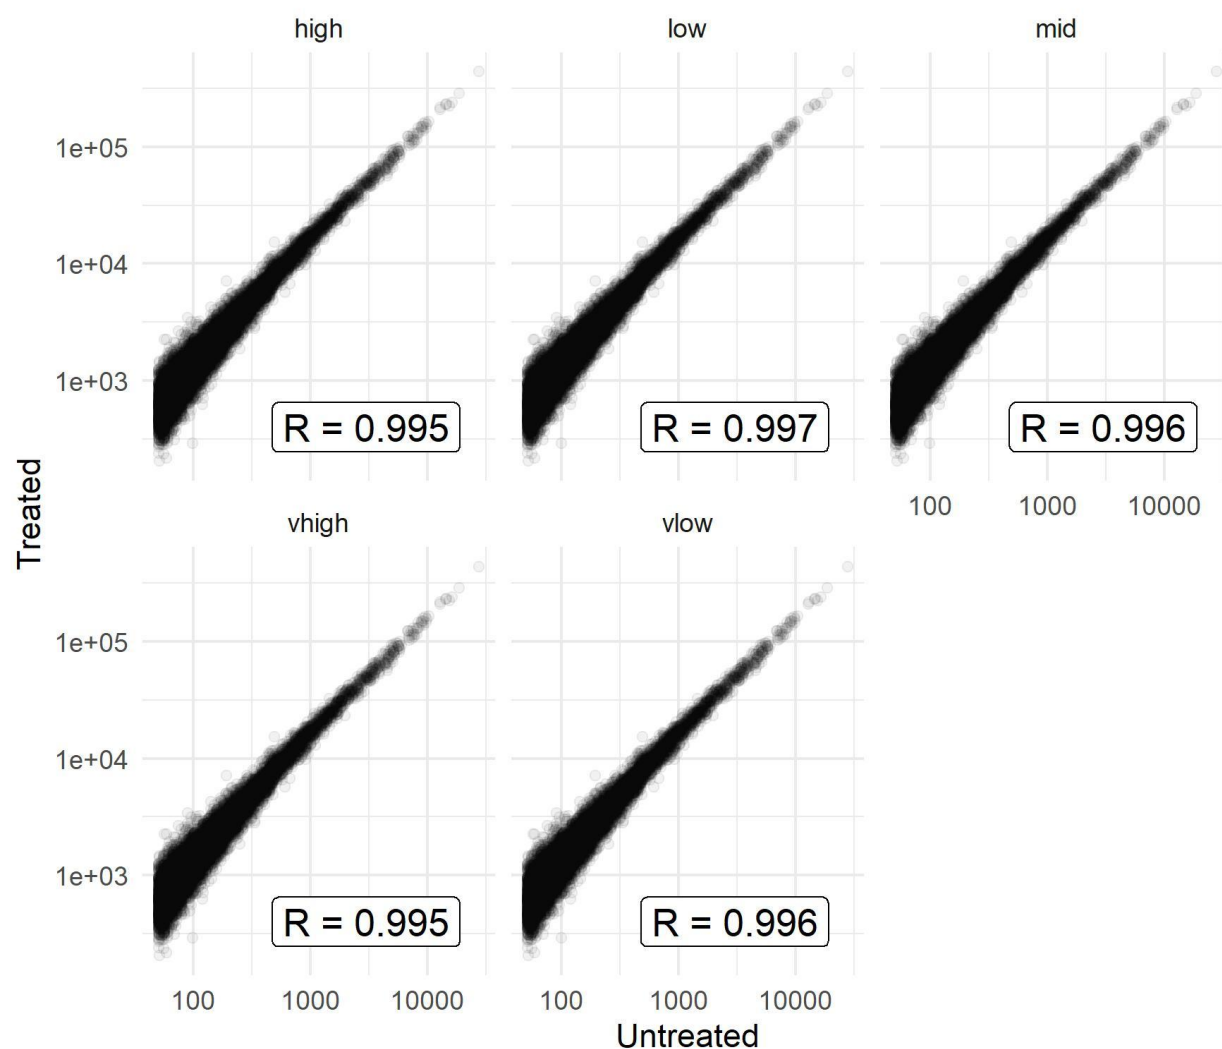 high
low
mid
1e+05
1e+04
1e+03
R = 0.995
R = 0.997
R = 0.996
100 1000 10000
Treated
vhigh
vlow
1e+05
1e+04
1e+03
R = 0.995
R = 0.996
100 1000 10000
100 1000 10000
Untreated